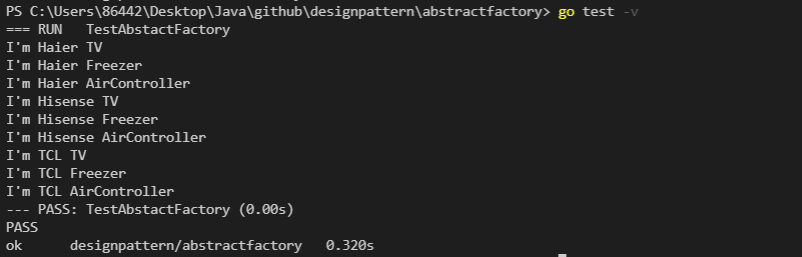 PS C:\Users\86442\Desktop\Java\github\designpattern\abstractfactory> go test -v
=== RUN   TestAbstactFactory
I'm Haier TV
I'm Haier Freezer
I'm Haier AirController
I'm Hisense TV
I'm Hisense Freezer
I'm Hisense AirController
I'm TCL TV
I'm TCL Freezer
I'm TCL AirController
--- PASS: TestAbstactFactory (0.00s)
PASS
ok      designpattern/abstractfactory   0.320s